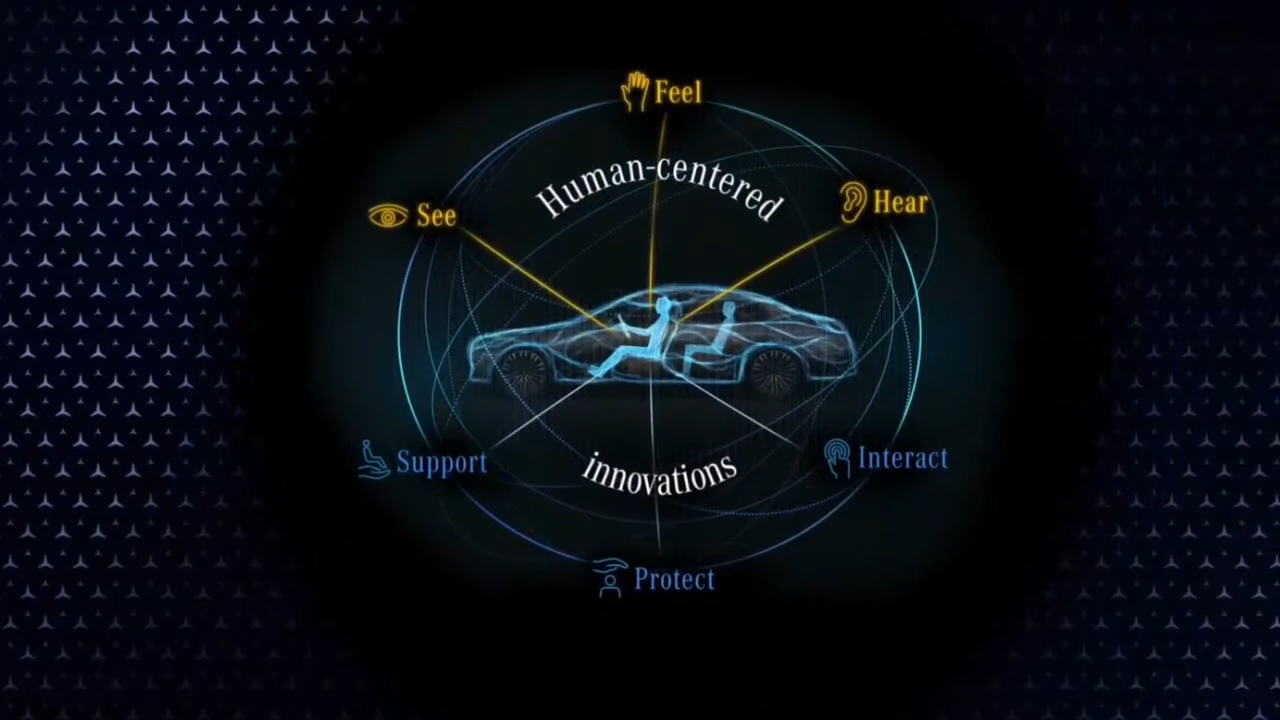 Feel
Human-centered
See
Hear
Support
innovations
Interact
Protect